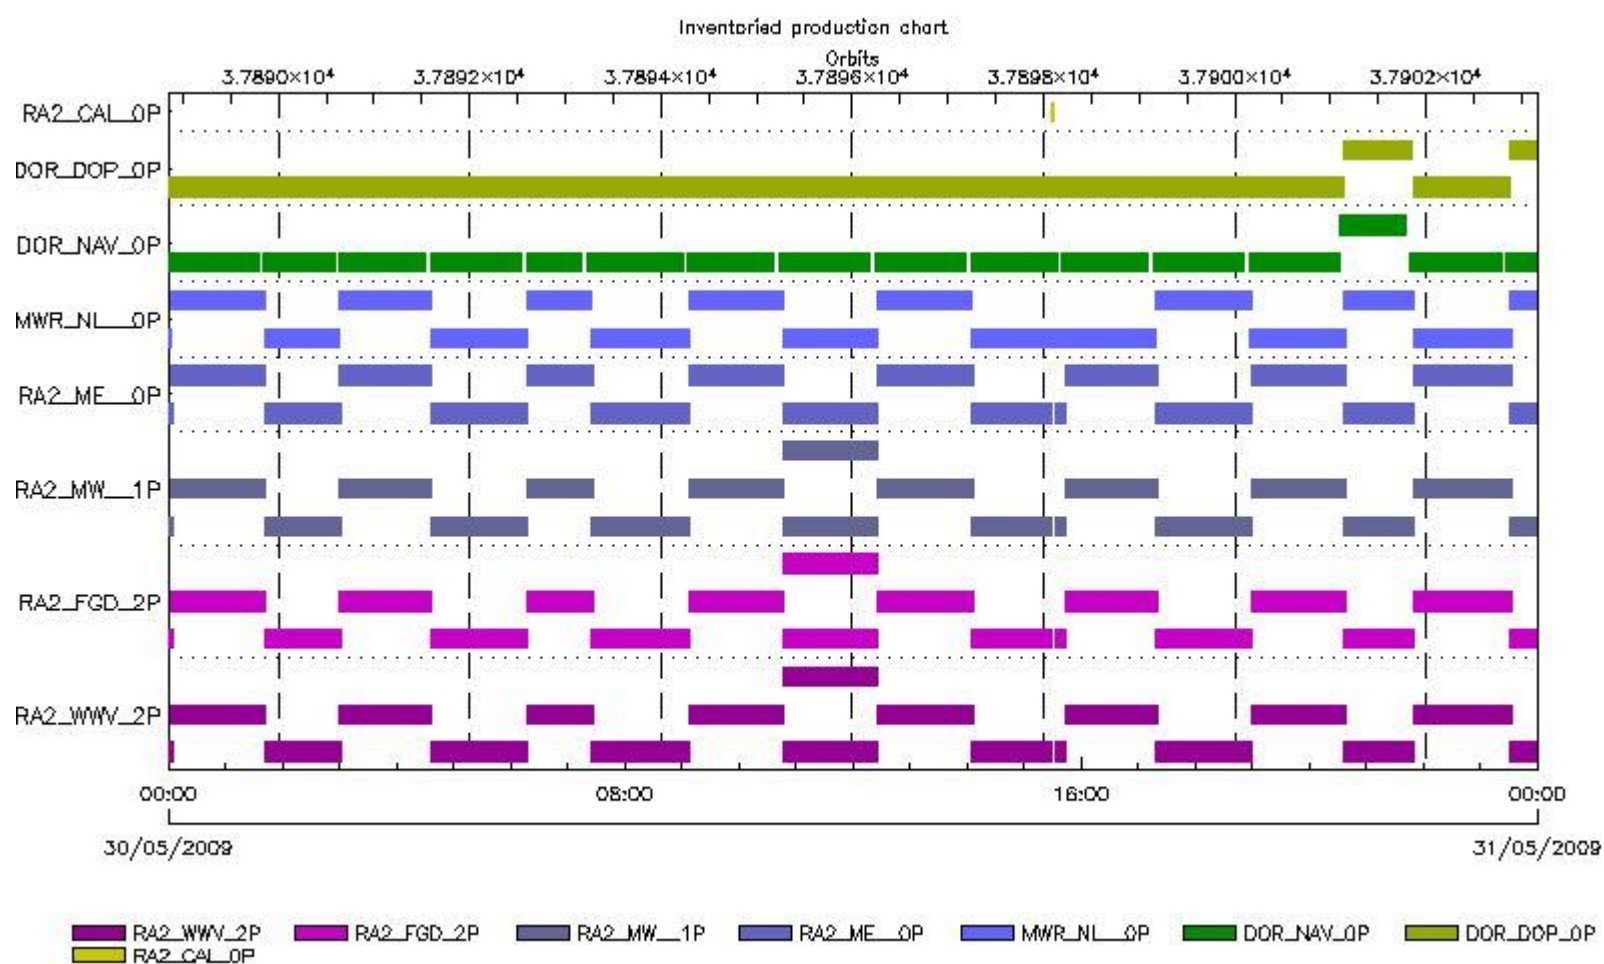 Inventoried production chart
Orbits
3.7890×10⁴ 3.7892×10⁴ 3.7894×10⁴ 3.7896×10⁴ 3.7898×10⁴ 3.7900×10⁴ 3.7902×10⁴
RA2_CAL_0P
DOR_DOP_0P
DOR_NAV_0P
MWR_NL__0P
RA2_ME__0P
RA2_MW__1P
RA2_FGD_2P
RA2_WWV_2P
00:00 08:00 16:00 00:00
30/05/2009 31/05/2009
RA2_WWV_2P RA2_FGD_2P RA2_MW__1P RA2_ME__0P MWR_NL__0P DOR_NAV_0P DOR_DOP_0P
RA2_CAL_0P